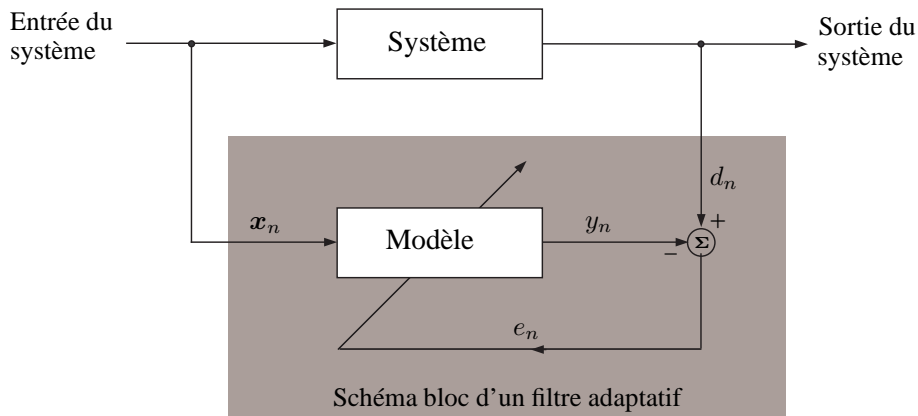 Entrée du
système
Système
Sortie du
système
d_n
x_n
Modèle
y_n
+
Σ
−
e_n
Schéma bloc d'un filtre adaptatif